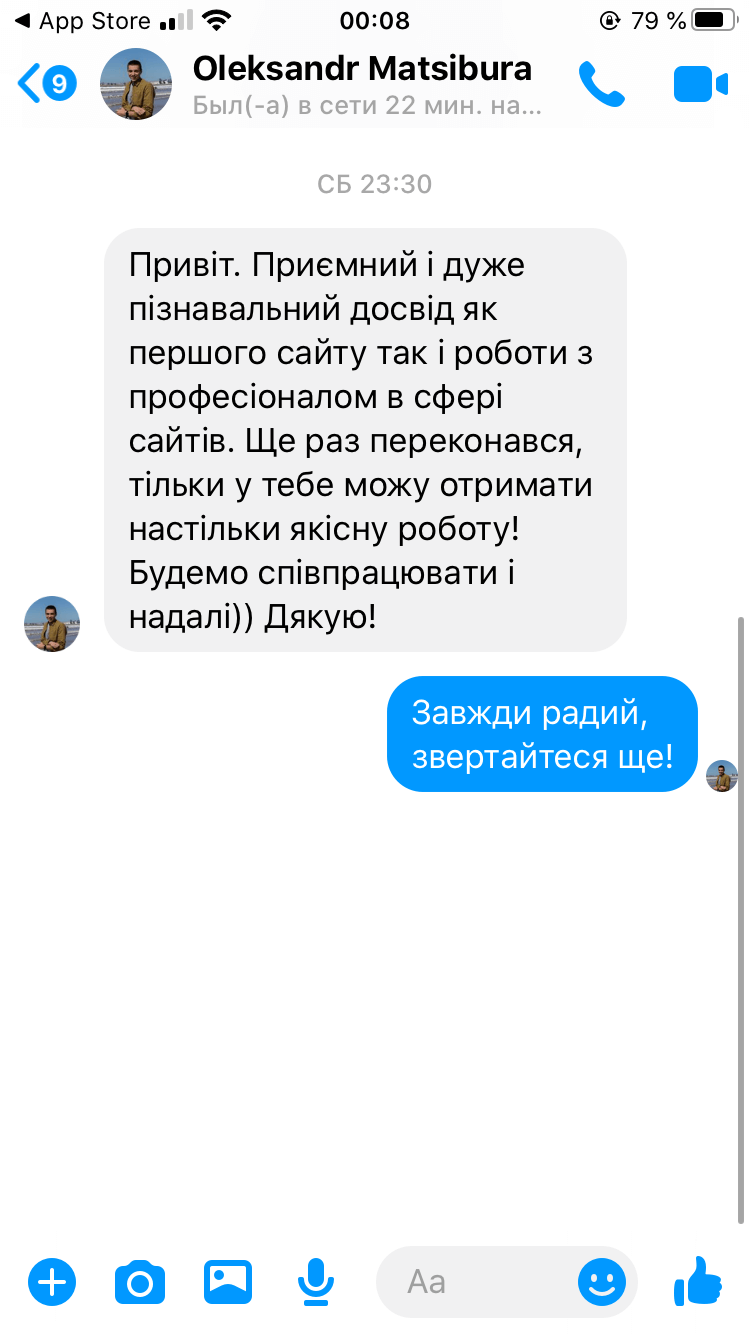 App Store 00:08 79 %
9 Oleksandr Matsibura
Был(-а) в сети 22 мин. на...
СБ 23:30
Привіт. Приємний і дуже
пізнавальний досвід як
першого сайту так і роботи з
професіоналом в сфері
сайтів. Ще раз переконався,
тільки у тебе можу отримати
настільки якісну роботу!
Будемо співпрацювати і
надалі)) Дякую!
Завжди радий,
звертайтеся ще!
Aa